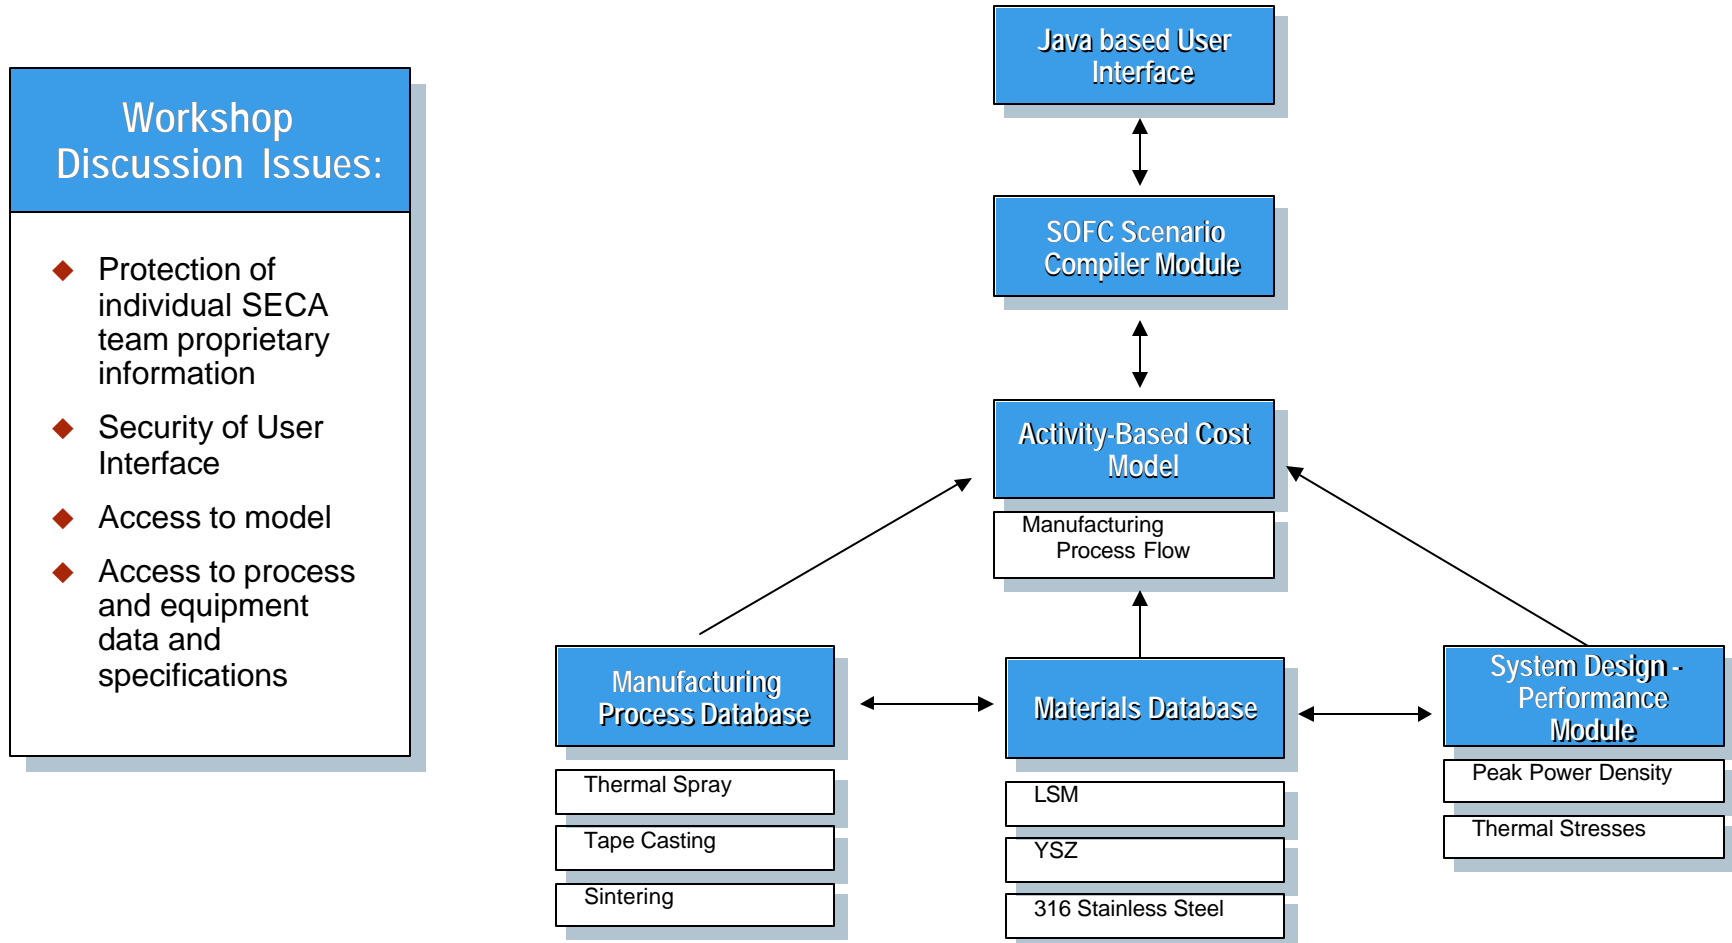 Workshop
Discussion Issues:
Protection of
individual SECA
team proprietary
information
Security of User
Interface
Access to model
Access to process
and equipment
data and
specifications
Java based User
Interface
SOFC Scenario
Compiler Module
Activity-Based Cost
Model
Manufacturing
Process Flow
Manufacturing
Process Database
Thermal Spray
Tape Casting
Sintering
Materials Database
LSM
YSZ
316 Stainless Steel
System Design -
Performance
Module
Peak Power Density
Thermal Stresses